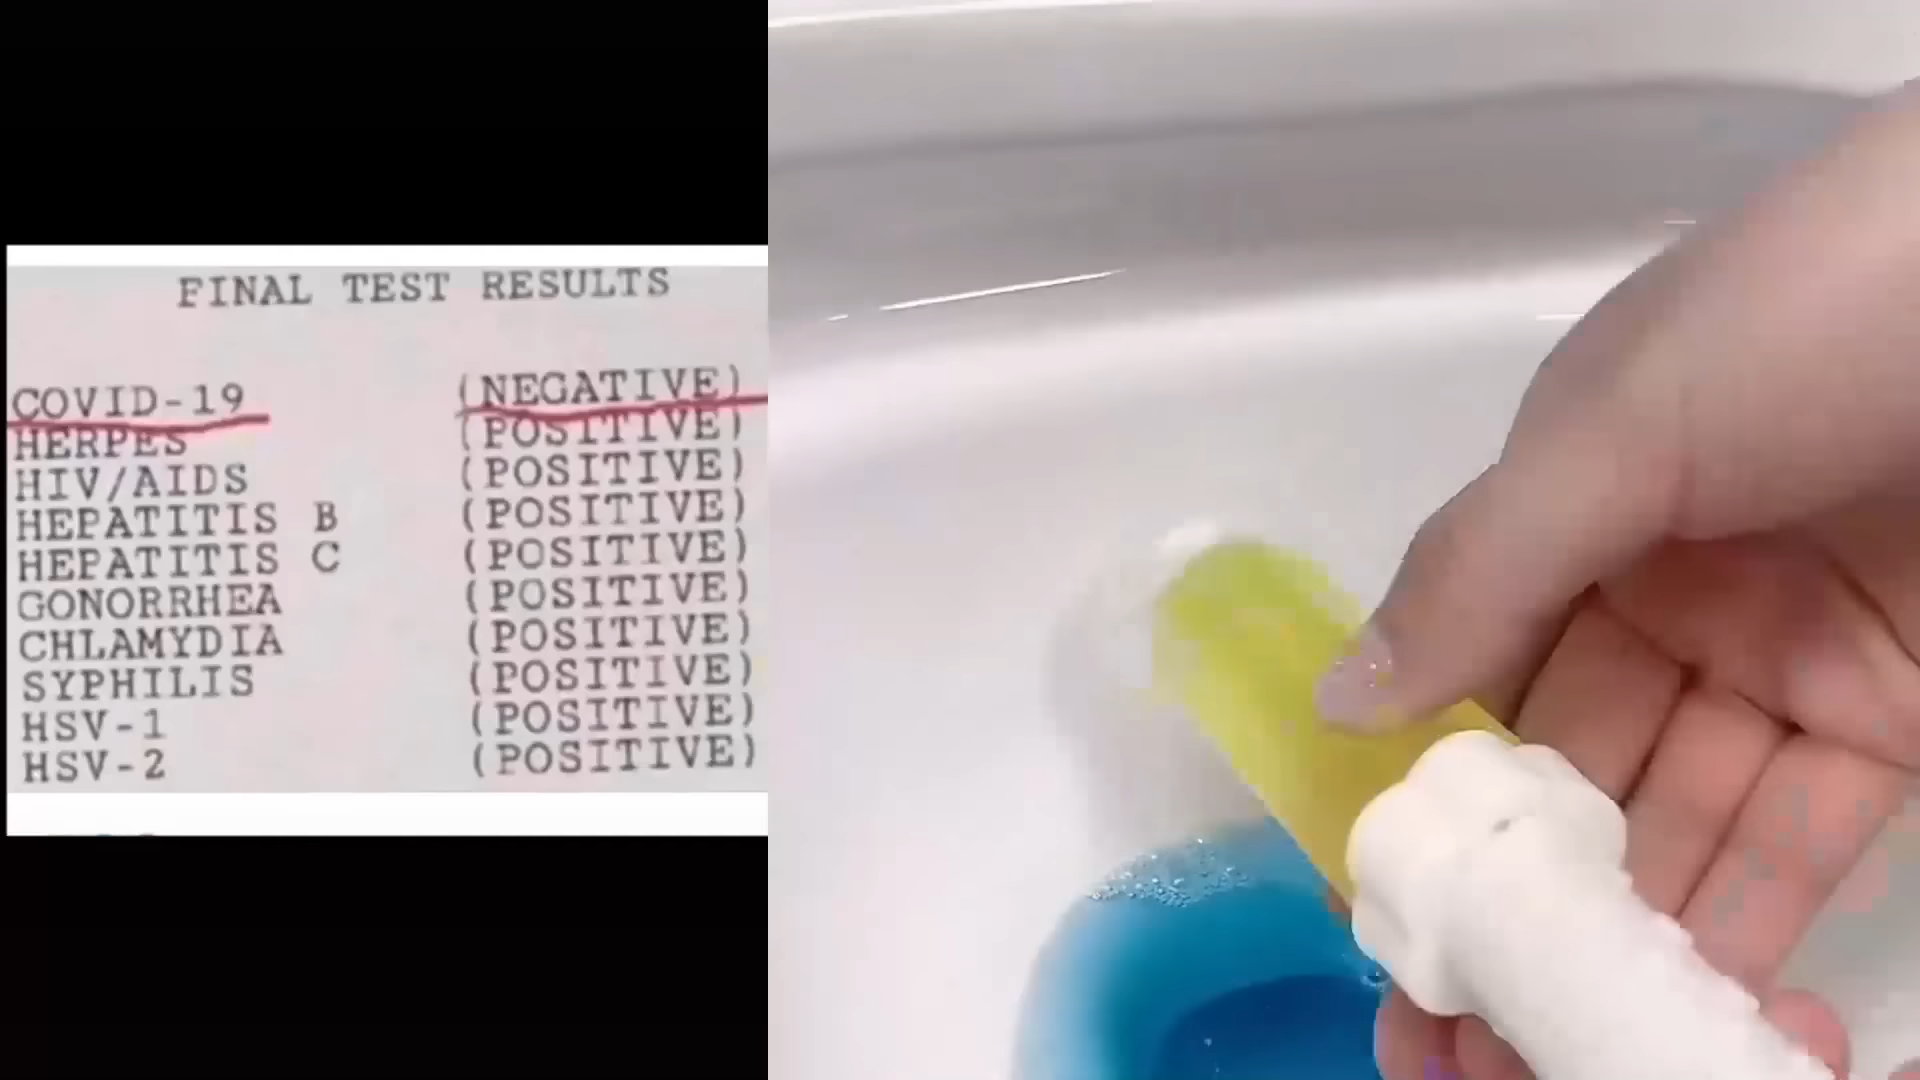 FINAL TEST RESULTS
COVID-19 (NEGATIVE)
HERPES (POSITIVE)
HIV/AIDS (POSITIVE)
HEPATITIS B (POSITIVE)
HEPATITIS C (POSITIVE)
GONORRHEA (POSITIVE)
CHLAMYDIA (POSITIVE)
SYPHILIS (POSITIVE)
HSV-1 (POSITIVE)
HSV-2 (POSITIVE)